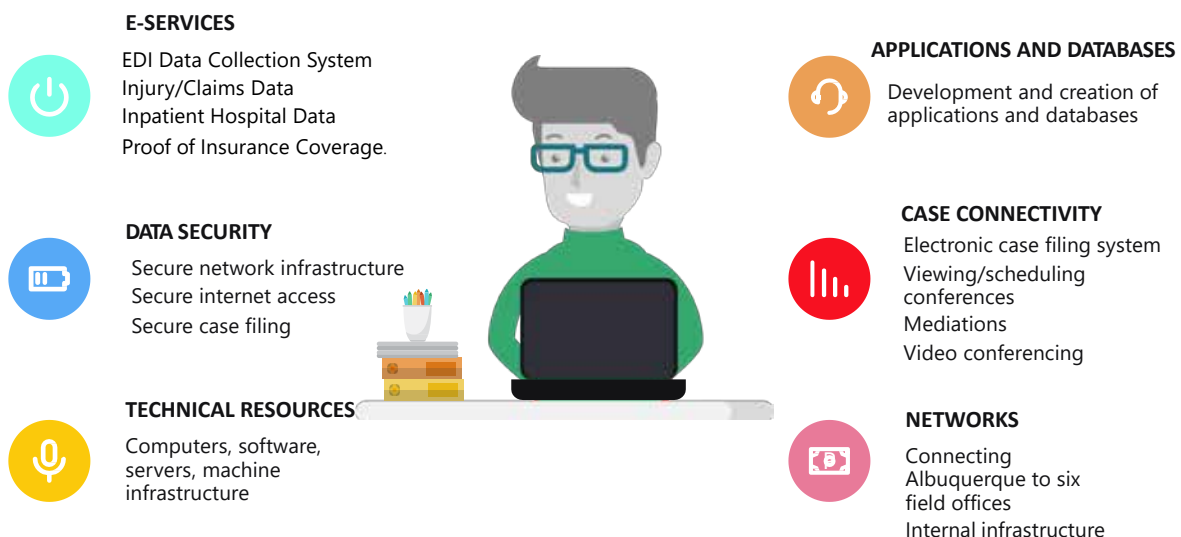 E-SERVICES
EDI Data Collection System
Injury/Claims Data
Inpatient Hospital Data
Proof of Insurance Coverage.
DATA SECURITY
Secure network infrastructure
Secure internet access
Secure case filing
TECHNICAL RESOURCES
Computers, software,
servers, machine
infrastructure
APPLICATIONS AND DATABASES
Development and creation of
applications and databases
CASE CONNECTIVITY
Electronic case filing system
Viewing/scheduling
conferences
Mediations
Video conferencing
NETWORKS
Connecting
Albuquerque to six
field offices
Internal infrastructure